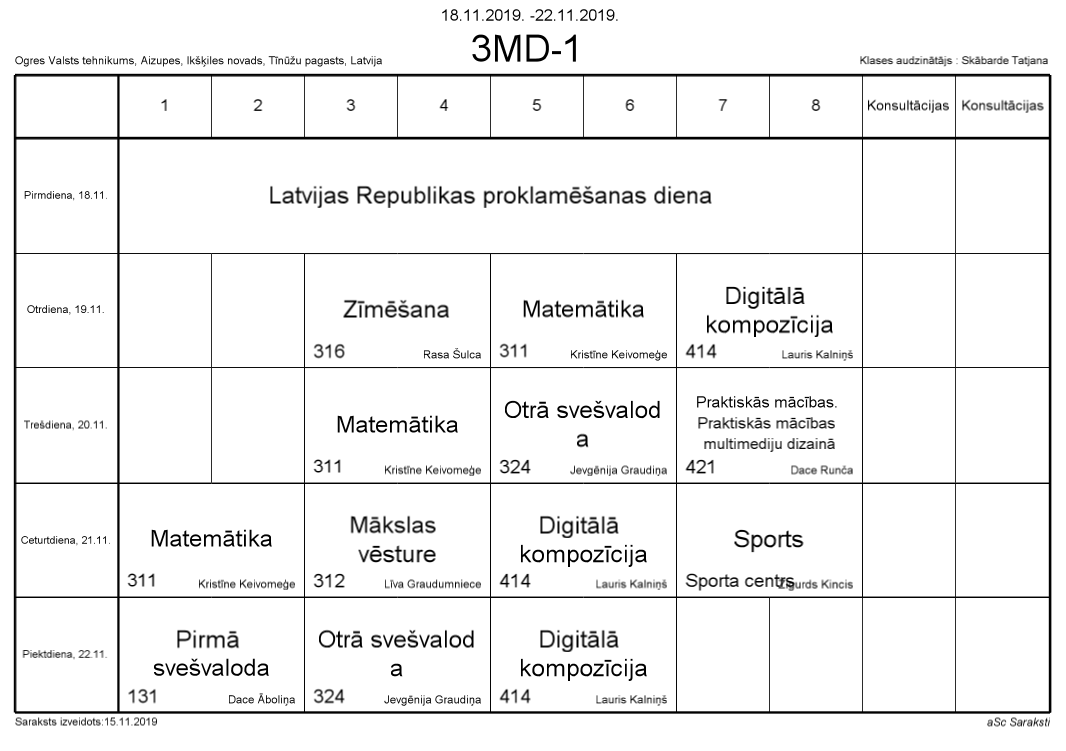 18.11.2019. -22.11.2019.
3MD-1
Ogres Valsts tehnikums, Aizupes, Ikšķiles novads, Tīnūžu pagasts, Latvija
Klases audzinātājs : Skābarde Tatjana
1 2 3 4 5 6 7 8 Konsultācijas Konsultācijas
Pirmdiena, 18.11.
Latvijas Republikas proklamēšanas diena
Otrdiena, 19.11.
Zīmēšana
316 Rasa Šulca
Matemātika
311 Kristīne Keivomeģe
Digitālā
kompozīcija
414 Lauris Kalniņš
Trešdiena, 20.11.
Matemātika
311 Kristīne Keivomeģe
Otrā svešvalod
a
324 Jevgēnija Graudiņa
Praktiskās mācības.
Praktiskās mācības
multimediju dizainā
421 Dace Runča
Ceturtdiena, 21.11.
Matemātika
311 Kristīne Keivomeģe
Mākslas
vēsture
312 Līva Graudumniece
Digitālā
kompozīcija
414 Lauris Kalniņš
Sports
Sporta centrs Zigurds Kincis
Piektdiena, 22.11.
Pirmā
svešvaloda
131 Dace Āboliņa
Otrā svešvalod
a
324 Jevgēnija Graudiņa
Digitālā
kompozīcija
414 Lauris Kalniņš
Saraksts izveidots:15.11.2019
aSc Saraksti